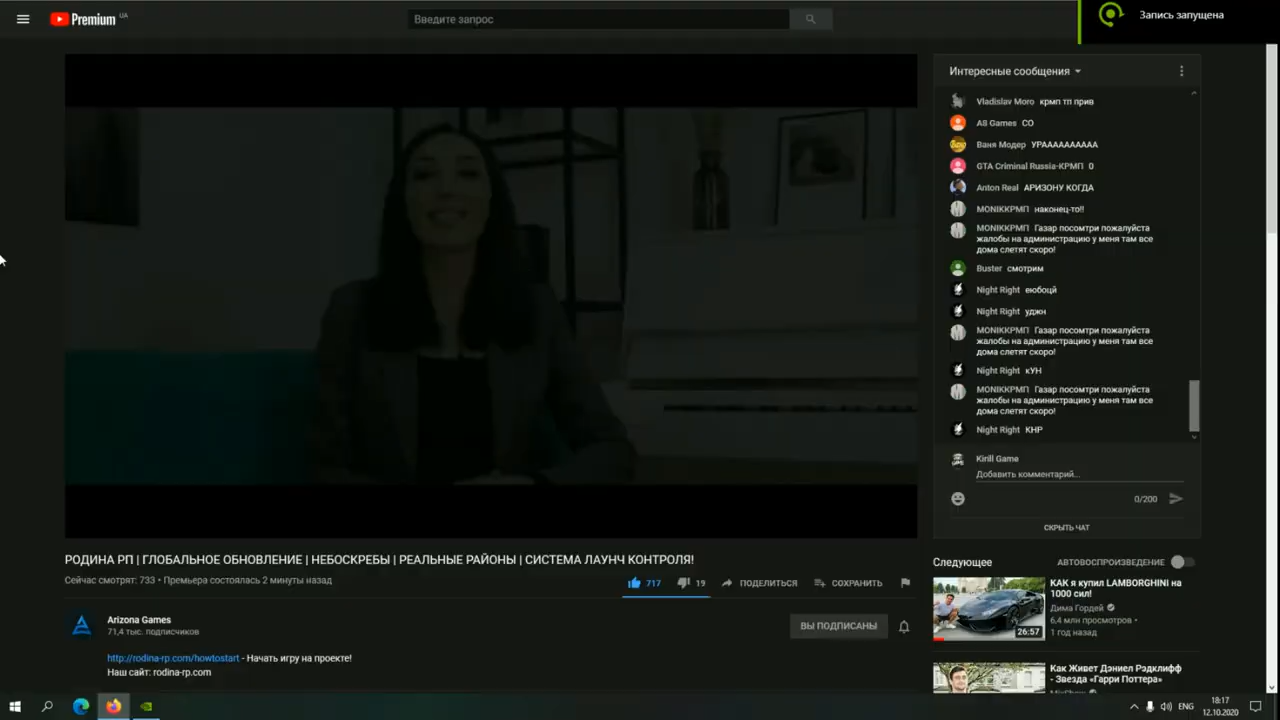 Premium UA
Введите запрос
Запись запущена
Интересные сообщения
Vladislav Moro крмп тп прив
A8 Games СО
Ваня Модер УРАААААААААА
GTA Criminal Russia-КРМП 0
Anton Real АРИЗОНУ КОГДА
MONIKКРМП наконец-то!!
MONIKКРМП Газар посомтри пожалуйста
жалобы на администрацию у меня там все
дома слетят скоро!
Buster смотрим
Night Right еюбоцй
Night Right уджн
MONIKКРМП Газар посомтри пожалуйста
жалобы на администрацию у меня там все
дома слетят скоро!
Night Right кУН
MONIKКРМП Газар посомтри пожалуйста
жалобы на администрацию у меня там все
дома слетят скоро!
Night Right КНР
Kirill Game
Добавить комментарий...
0/200
СКРЫТЬ ЧАТ
РОДИНА РП | ГЛОБАЛЬНОЕ ОБНОВЛЕНИЕ | НЕБОСКРЕБЫ | РЕАЛЬНЫЕ РАЙОНЫ | СИСТЕМА ЛАУНЧ КОНТРОЛЯ!
Сейчас смотрят: 733 • Премьера состоялась 2 минуты назад
717 19 ПОДЕЛИТЬСЯ СОХРАНИТЬ
Arizona Games
71,4 тыс. подписчиков
ВЫ ПОДПИСАНЫ
http://rodina-rp.com/howtostart - Начать игру на проекте!
Наш сайт: rodina-rp.com
Следующее АВТОВОСПРОИЗВЕДЕНИЕ
КАК я купил LAMBORGHINI на
1000 сил!
Дима Гордей
6,4 млн просмотров •
1 год назад
26:57
Как Живет Дэниел Рэдклифф
- Звезда «Гарри Поттера»
ENG
18:17
12.10.2020